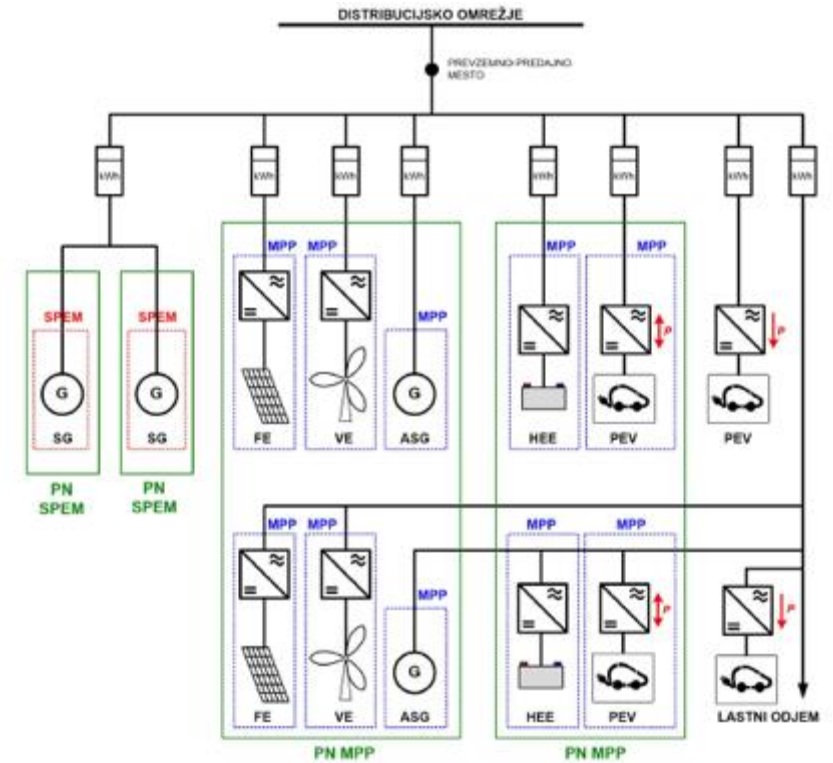 DISTRIBUCIJSKO OMREŽJE
PREVZEMNO-PREDAJNO
MESTO
kWh kWh kWh kWh kWh kWh kWh kWh
MPP MPP MPP MPP
SPEM SPEM MPP P P
G G G
SG SG FE VE ASG HEE PEV PEV
PN PN
SPEM SPEM
MPP MPP MPP MPP
MPP P P
G
FE VE ASG HEE PEV LASTNI ODJEM
PN MPP PN MPP